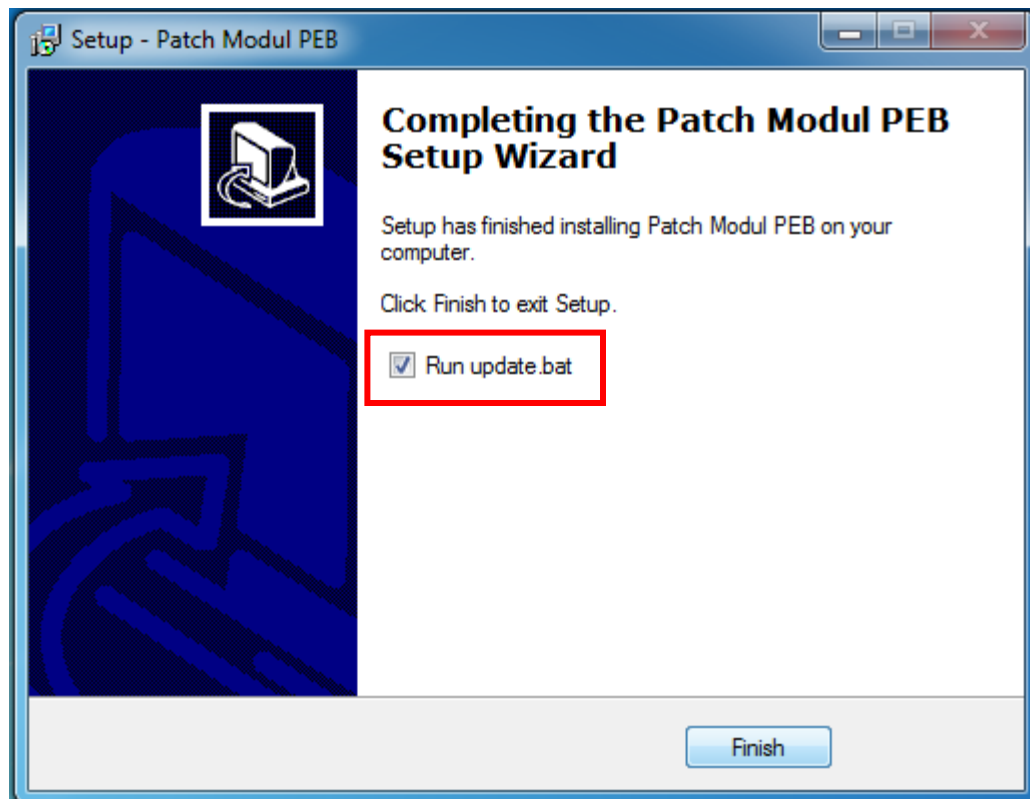 Setup - Patch Modul PEB
Completing the Patch Modul PEB
Setup Wizard
Setup has finished installing Patch Modul PEB on your
computer.
Click Finish to exit Setup.
Run update.bat
Finish